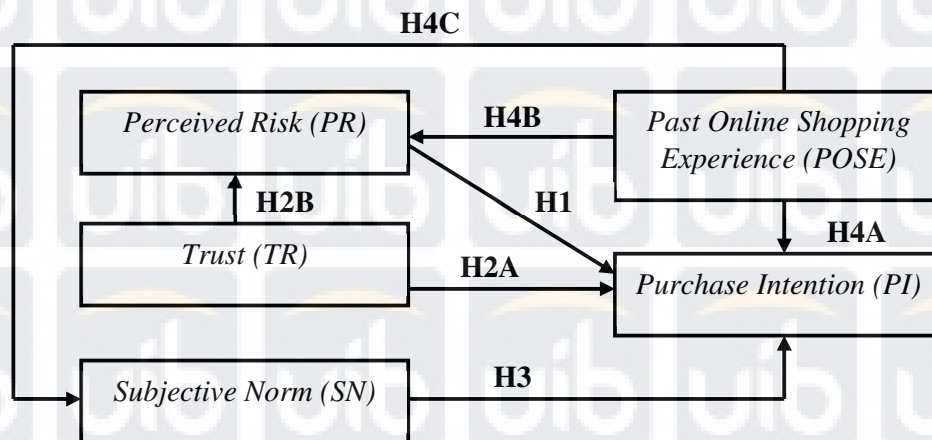 H4C
Perceived Risk (PR)
H4B
Past Online Shopping
Experience (POSE)
H2B
H1
Trust (TR)
H4A
H2A
Purchase Intention (PI)
Subjective Norm (SN)
H3
uib